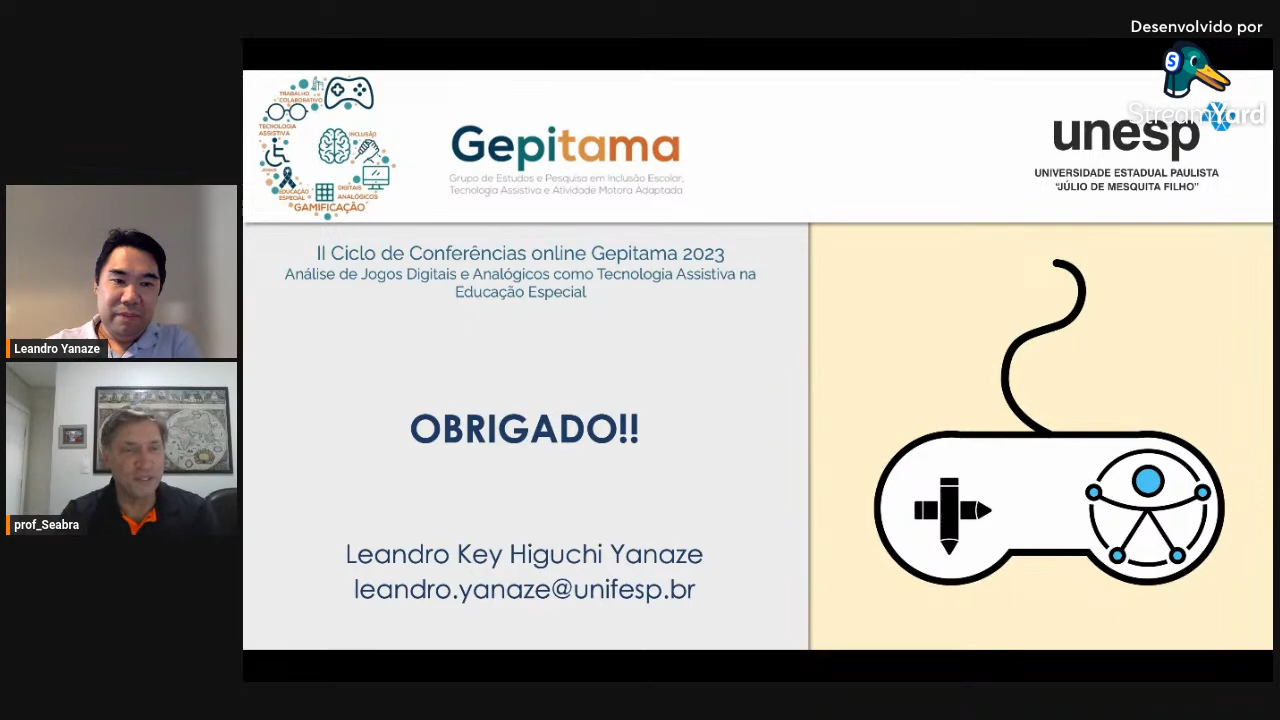 Desenvolvido por
StreamYard
TRABALHO
COLABORATIVO
TECNOLOGIA
ASSISTIVA
INCLUSÃO
JOGOS
EDUCAÇÃO
ESPECIAL
DIGITAIS
ANALÓGICOS
GAMIFICAÇÃO
Gepitama
Grupo de Estudos e Pesquisa em Inclusão Escolar,
Tecnologia Assistiva e Atividade Motora Adaptada
unesp
UNIVERSIDADE ESTADUAL PAULISTA
"JÚLIO DE MESQUITA FILHO"
II Ciclo de Conferências online Gepitama 2023
Análise de Jogos Digitais e Analógicos como Tecnologia Assistiva na
Educação Especial
OBRIGADO!!
Leandro Key Higuchi Yanaze
leandro.yanaze@unifesp.br
Leandro Yanaze
prof_Seabra